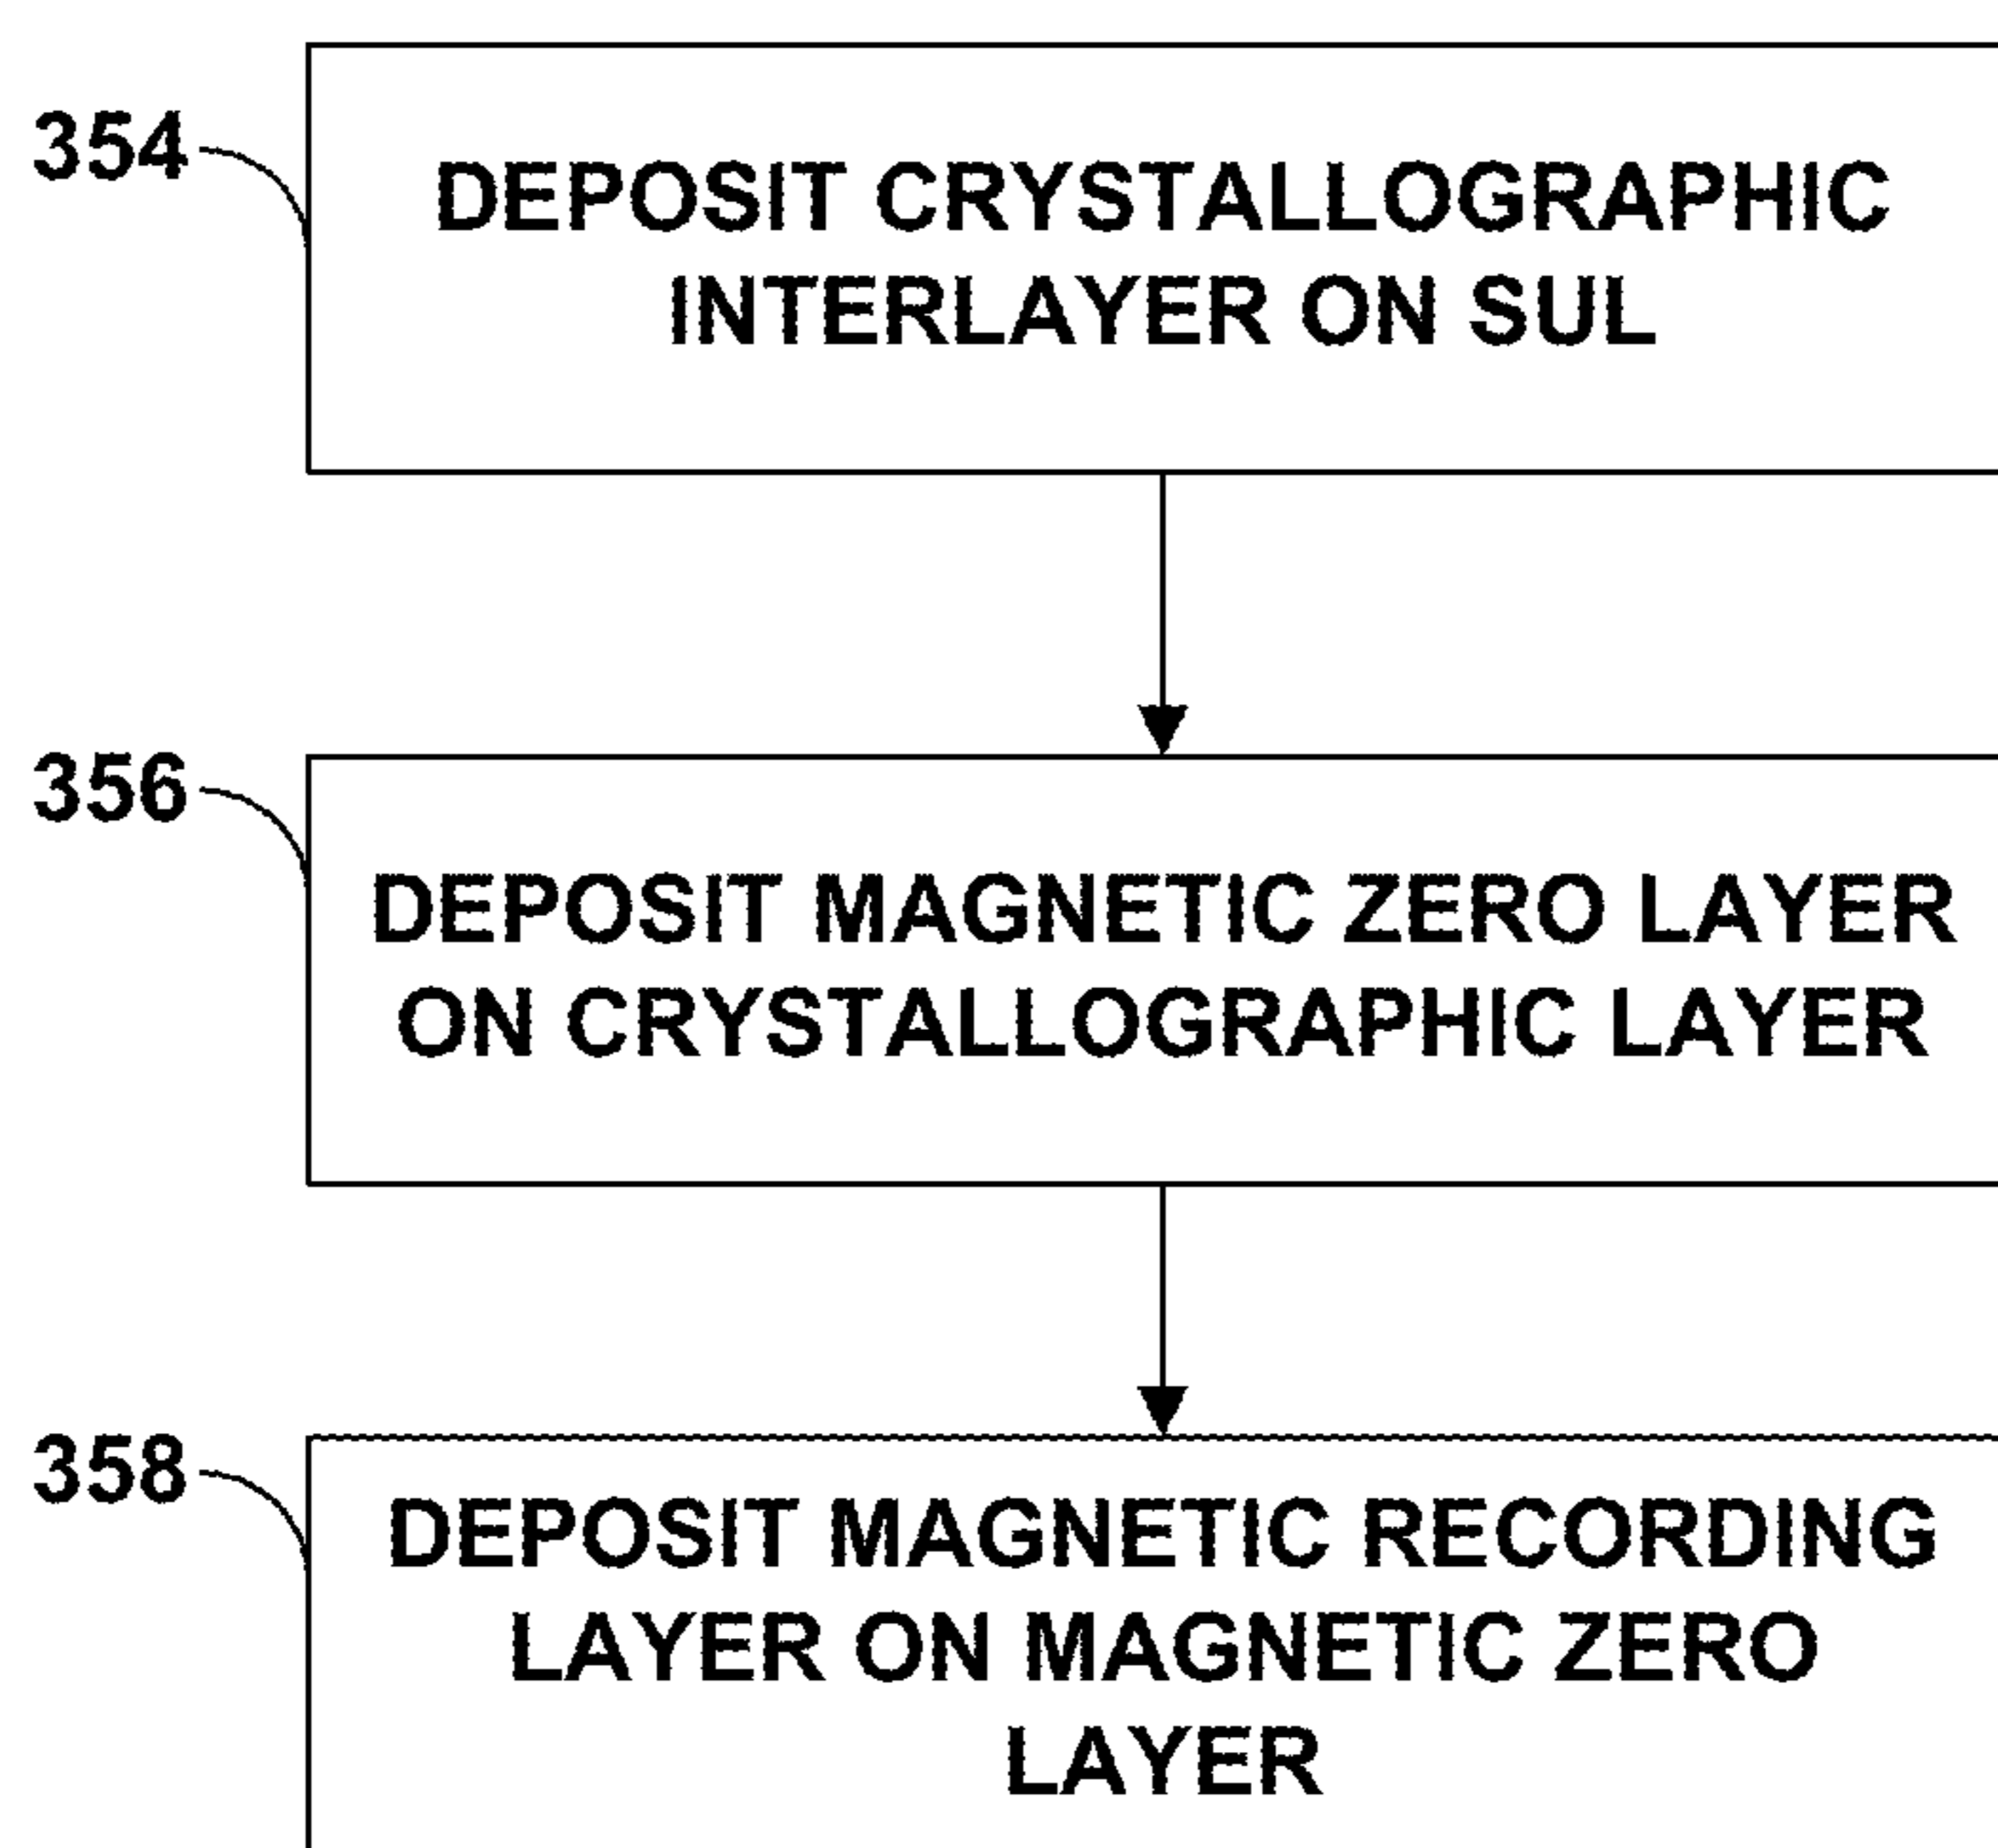 354
DEPOSIT CRYSTALLOGRAPHIC
INTERLAYER ON SUL
356
DEPOSIT MAGNETIC ZERO LAYER
ON CRYSTALLOGRAPHIC LAYER
358
DEPOSIT MAGNETIC RECORDING
LAYER ON MAGNETIC ZERO
LAYER